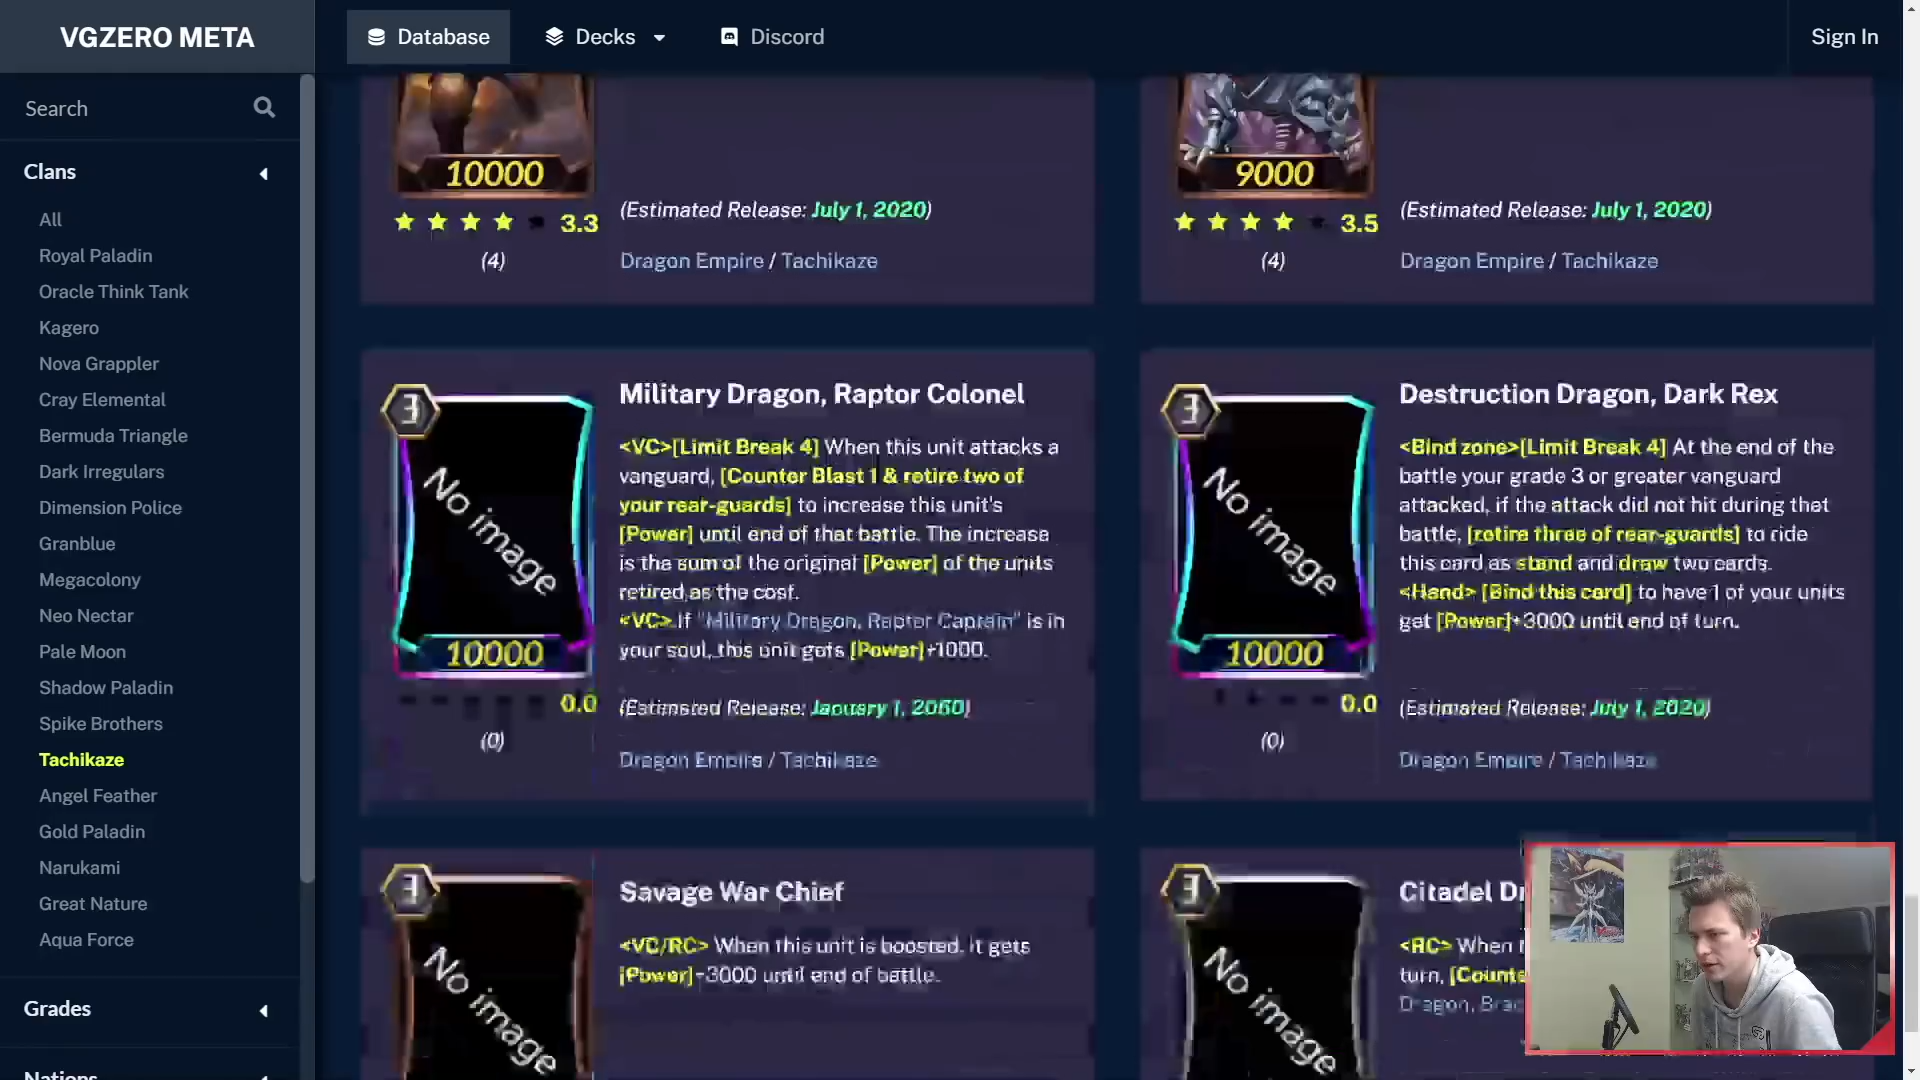 VGZERO META
Database
Decks
Discord
Sign In
Search
Clans
All
Royal Paladin
Oracle Think Tank
Kagero
Nova Grappler
Cray Elemental
Bermuda Triangle
Dark Irregulars
Dimension Police
Granblue
Megacolony
Neo Nectar
Pale Moon
Shadow Paladin
Spike Brothers
Tachikaze
Angel Feather
Gold Paladin
Narukami
Great Nature
Aqua Force
Grades
Nations
10000
3.3
(4)
(Estimated Release: July 1, 2020)
Dragon Empire / Tachikaze
9000
3.5
(4)
(Estimated Release: July 1, 2020)
Dragon Empire / Tachikaze
3
No image
10000
0.0
(0)
Military Dragon, Raptor Colonel
<VC>[Limit Break 4] When this unit attacks a
vanguard, [Counter Blast 1 & retire two of
your rear-guards] to increase this unit's
[Power] until end of that battle. The increase
is the sum of the original [Power] of the units
retired as the cost.
<VC>.If "Military Dragon, Raptor Captain" is in
your soul, this unit gets [Power]+1000.
(Estimated Release: January 1, 2050)
Dragon Empire / Tachikaze
3
No image
10000
0.0
(0)
Destruction Dragon, Dark Rex
<Bind zone>[Limit Break 4] At the end of the
battle your grade 3 or greater vanguard
attacked, if the attack did not hit during that
battle, [retire three of rear-guards] to ride
this card as stand and draw two cards.
<Hand> [Bind this card] to have 1 of your units
get [Power]+3000 until end of turn.
(Estimated Release: July 1, 2020)
Dragon Empire / Tachikaze
3
No image
Savage War Chief
<VC/RC> When this unit is boosted, it gets
[Power]+3000 until end of battle.
3
No image
Citadel
<RC> When
turn,
Dragon,